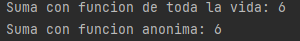 Suma con funcion de toda la vida: 6
Suma con funcion anonima: 6